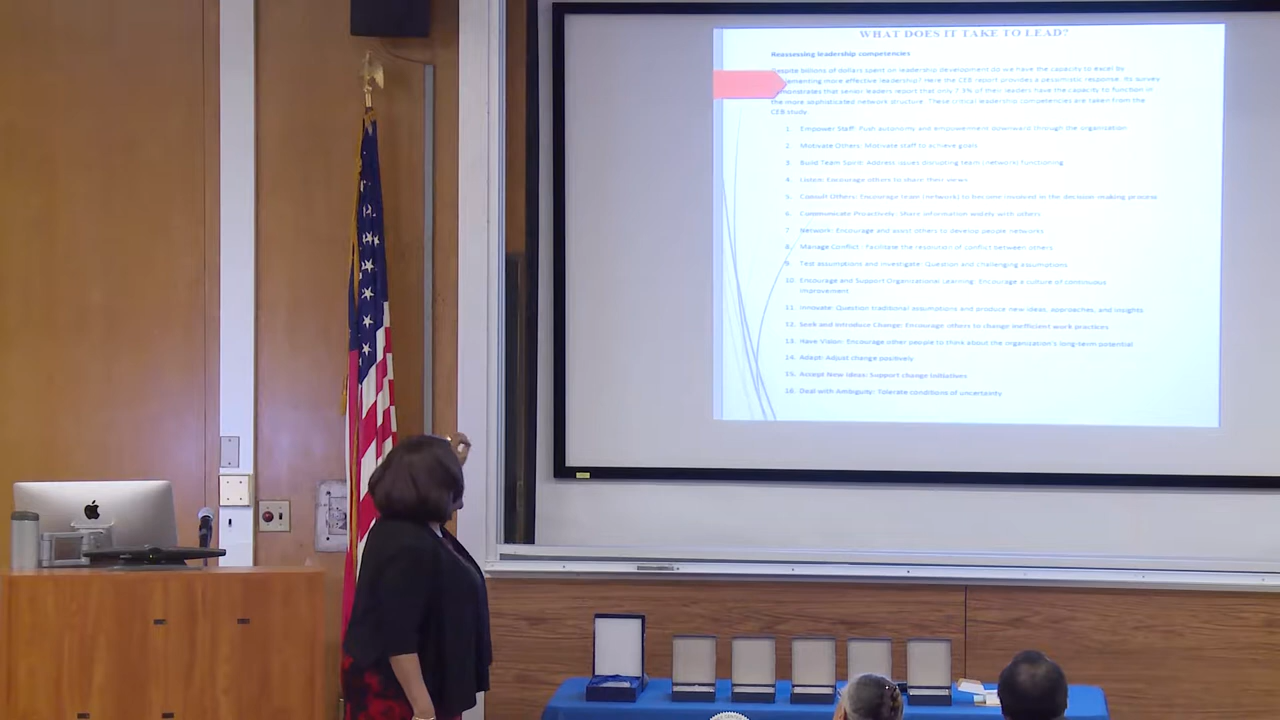 WHAT DOES IT TAKE TO LEAD?
Reassessing leadership competencies
Despite billions of dollars spent on leadership development do we have the capacity to excel by
implementing more effective leadership? Here the CEB report provides a pessimistic response. Its survey
demonstrates that senior leaders report that only 7.3% of their leaders have the capacity to function in
the more sophisticated network structure. These critical leadership competencies are taken from the
CEB study.
1. Empower Staff: Push autonomy and empowerment downward through the organization
2. Motivate Others: Motivate staff to achieve goals
3. Build Team Spirit: Address issues disrupting team (network) functioning
4. Listen: Encourage others to share their views
5. Consult Others: Encourage team (network) to become involved in the decision-making process
6. Communicate Proactively: Share information widely with others
7. Network: Encourage and assist others to develop people networks
8. Manage Conflict: Facilitate the resolution of conflict between others
9. Test assumptions and investigate: Question and challenging assumptions
10. Encourage and Support Organizational Learning: Encourage a culture of continuous
improvement
11. Innovate: Question traditional assumptions and produce new ideas, approaches, and insights
12. Seek and Introduce Change: Encourage others to change inefficient work practices
13. Have Vision: Encourage other people to think about the organization's long-term potential
14. Adapt: Adjust change positively
15. Accept New Ideas: Support change initiatives
16. Deal with Ambiguity: Tolerate conditions of uncertainty